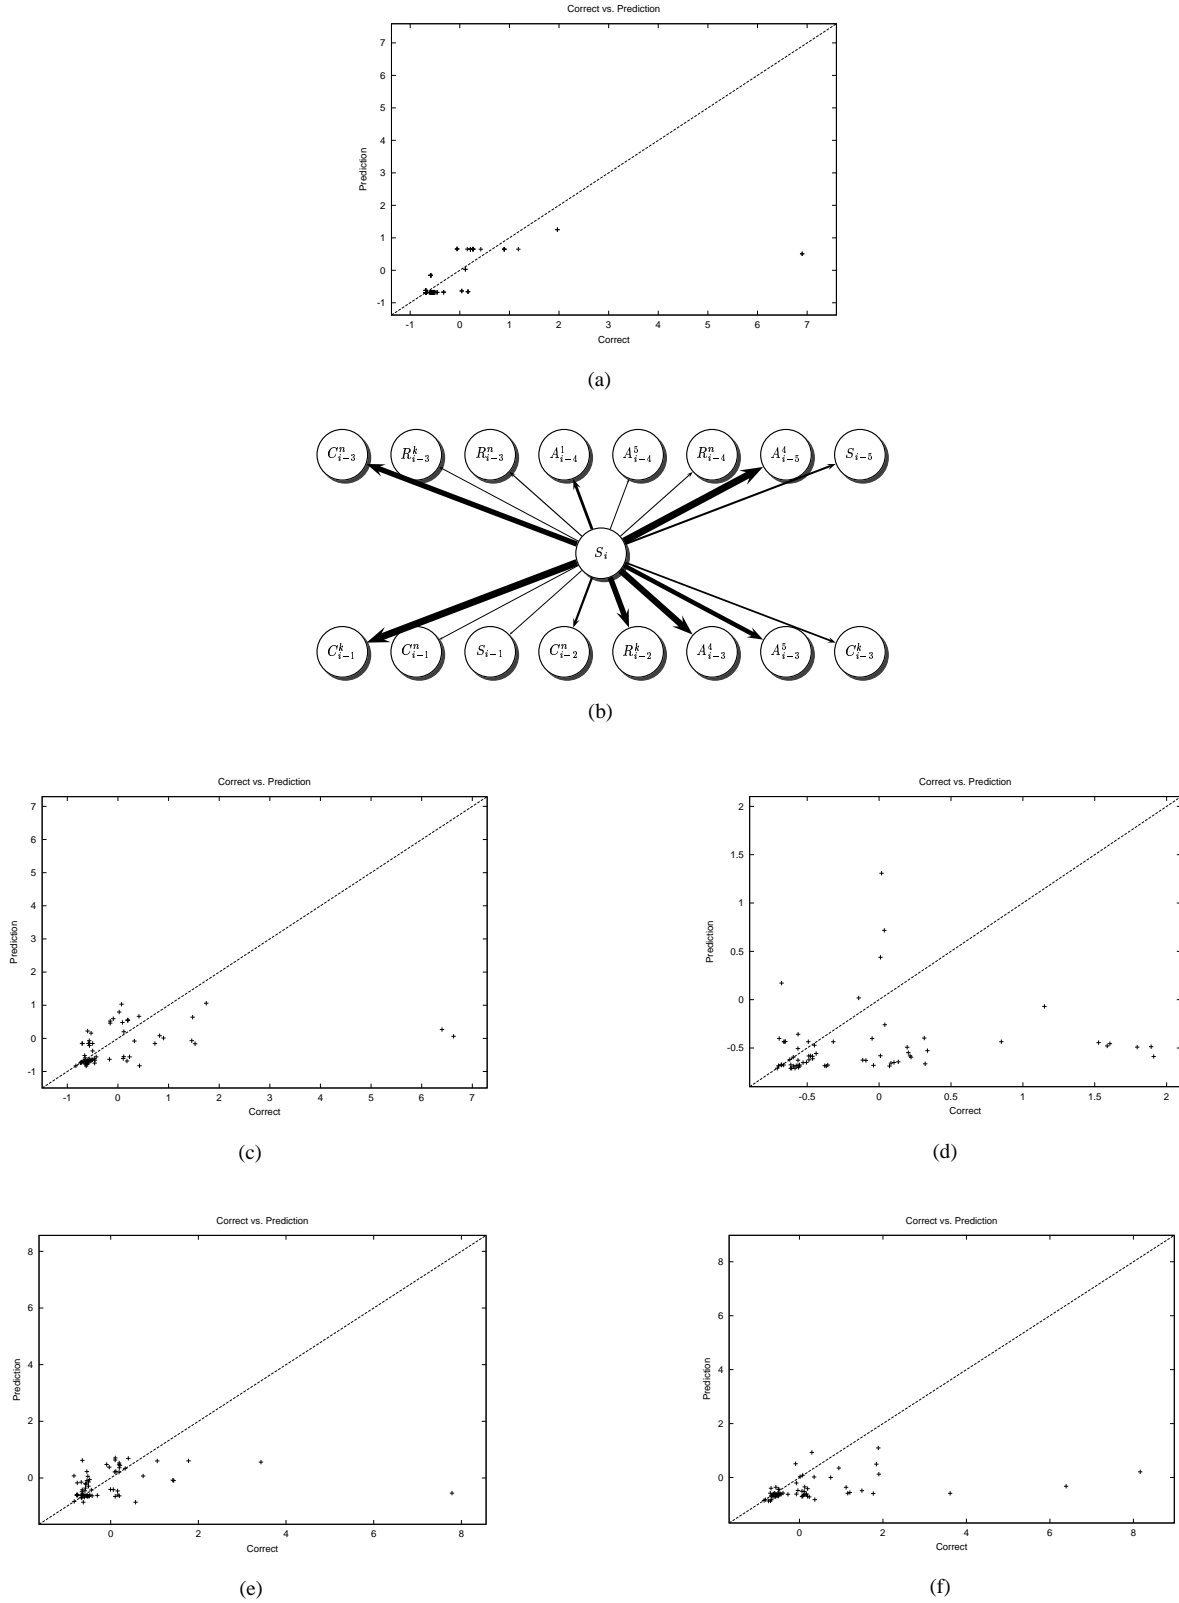 Correct vs. Prediction
7
6
5
4
3
2
1
0
-1
Prediction
-1 0 1 2 3 4 5 6 7
Correct
(a)
C^n_{i-3} R^k_{i-3} R^n_{i-3} A^1_{i-4} A^5_{i-4} R^n_{i-4} A^4_{i-5} S_{i-5}
S_i
C^k_{i-1} C^n_{i-1} S_{i-1} C^n_{i-2} R^k_{i-2} A^4_{i-3} A^5_{i-3} C^k_{i-3}
(b)
Correct vs. Prediction
7
6
5
4
3
2
1
0
-1
Prediction
-1 0 1 2 3 4 5 6 7
Correct
(c)
Correct vs. Prediction
2
1.5
1
0.5
0
-0.5
Prediction
-0.5 0 0.5 1 1.5 2
Correct
(d)
Correct vs. Prediction
8
6
4
2
0
Prediction
0 2 4 6 8
Correct
(e)
Correct vs. Prediction
8
6
4
2
0
Prediction
0 2 4 6 8
Correct
(f)